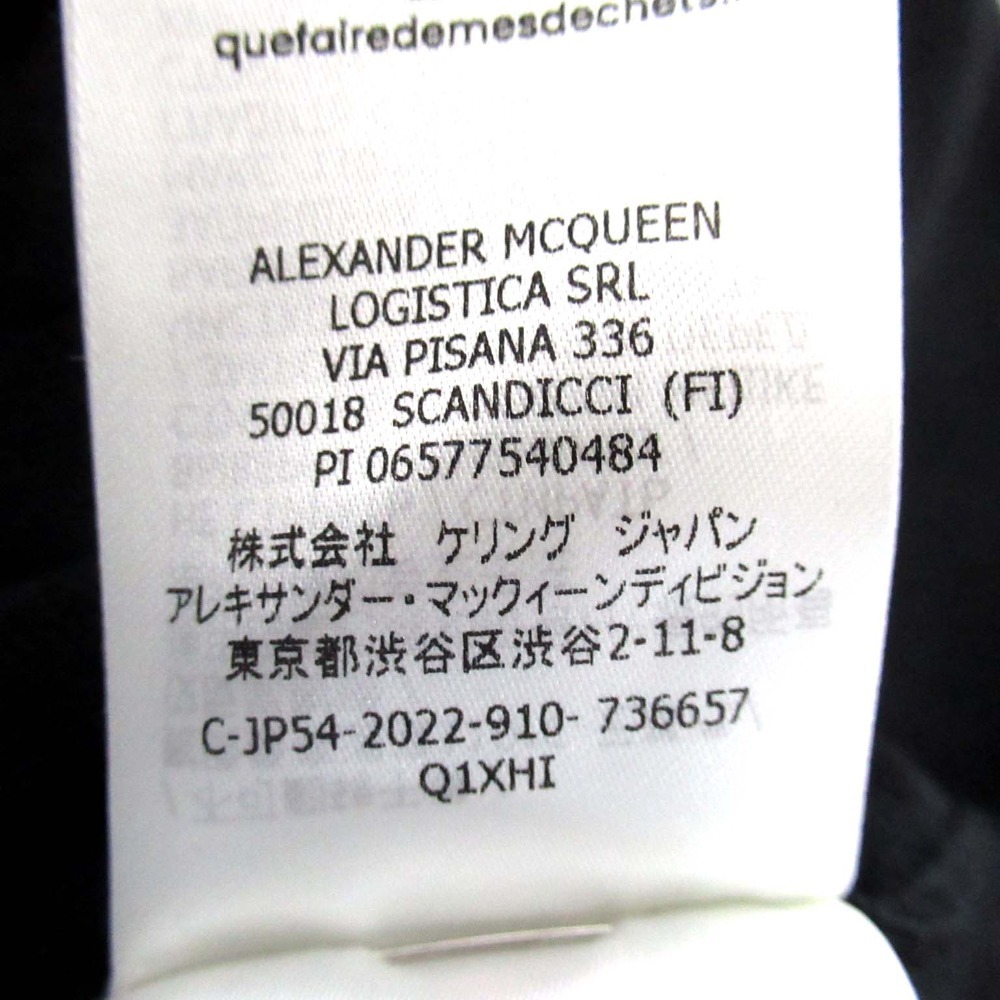 quefairedemesdechets
ALEXANDER MCQUEEN
LOGISTICA SRL
VIA PISANA 336
50018 SCANDICCI (FI)
PI 06577540484
株式会社 ケリング ジャパン
アレキサンダー・マックィーンディビジョン
東京都渋谷区渋谷2-11-8
C-JP54-2022-910- 736657
Q1XHI